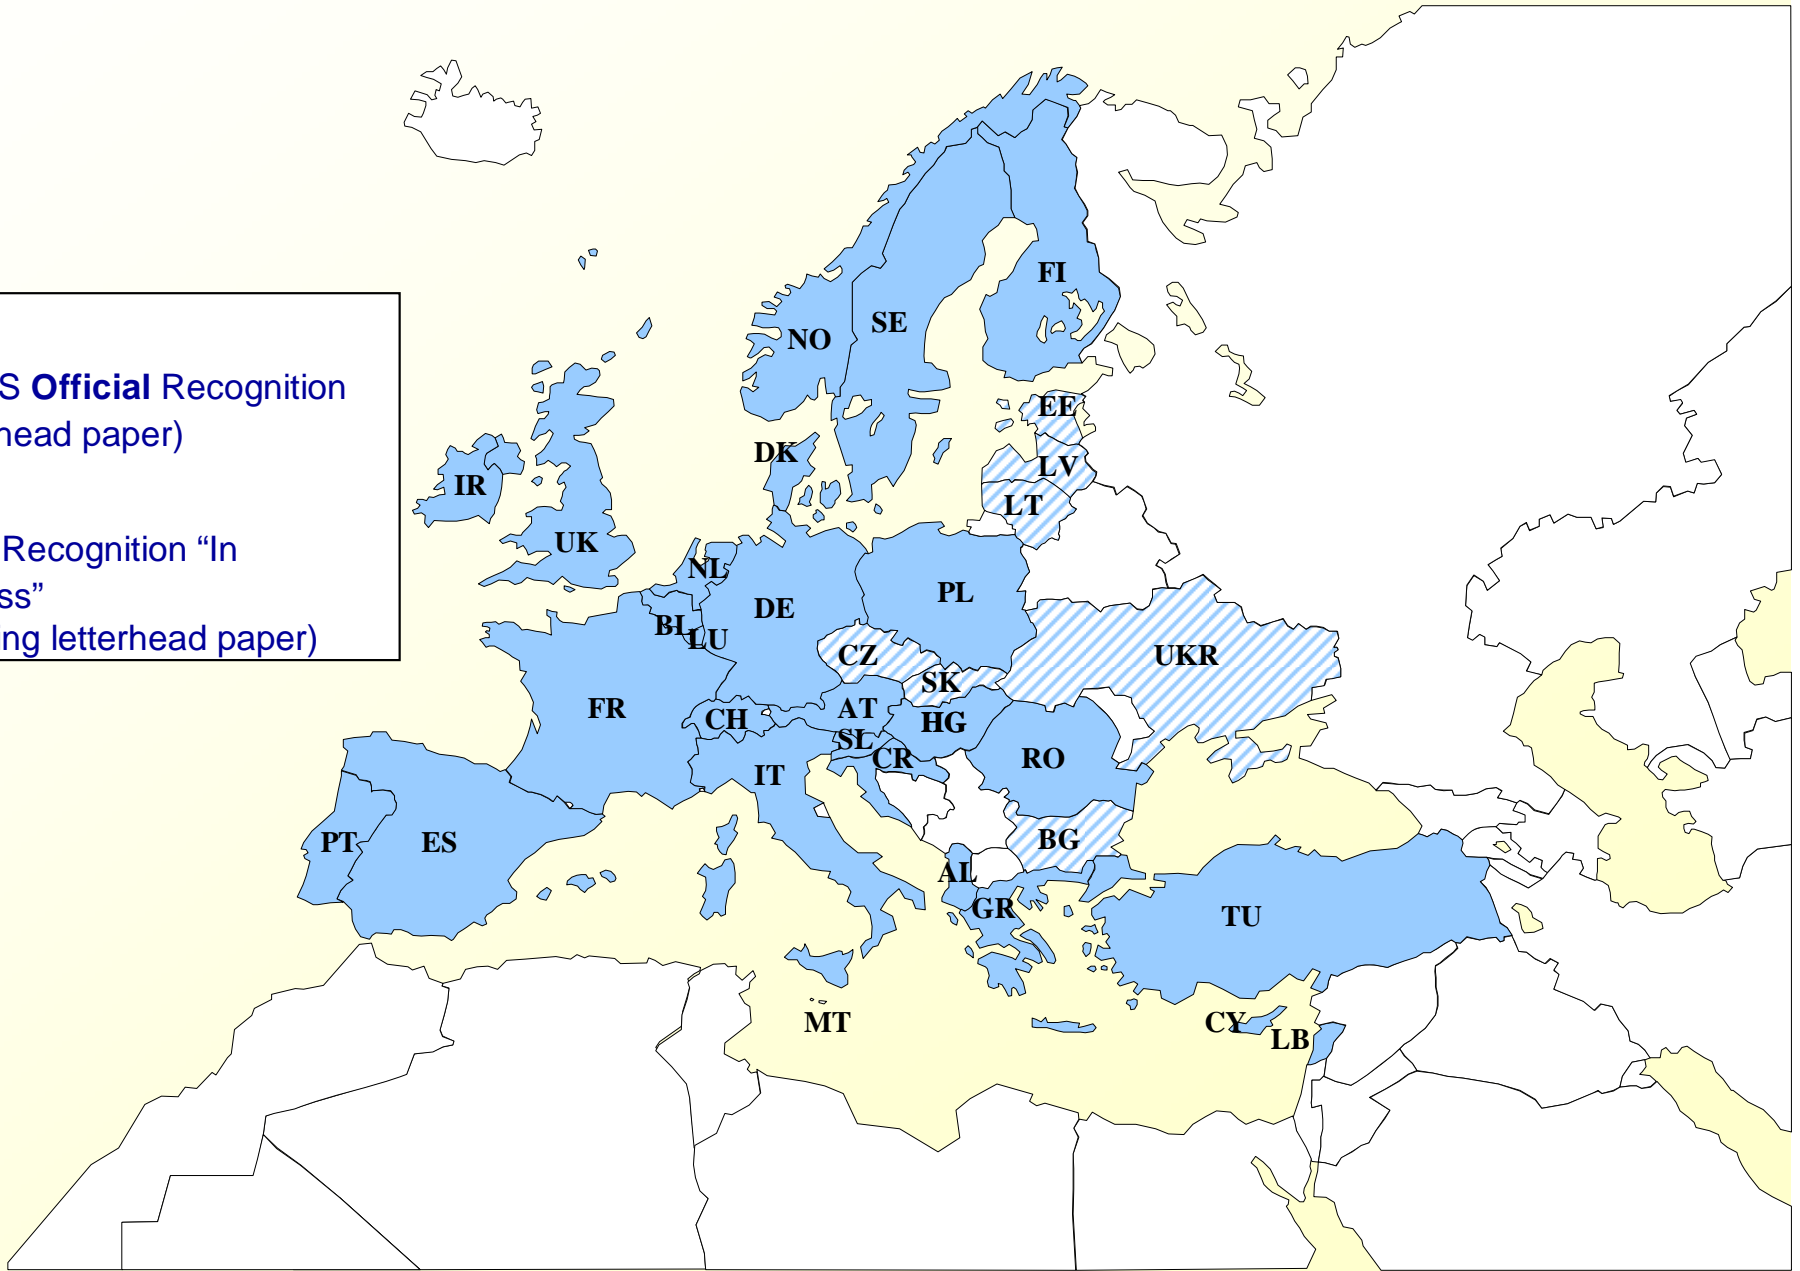 S Official Recognition
head paper)
Recognition “In
ss”
ing letterhead paper)
FI
SE
NO
EE
DK
LV
IR
LT
UK
NL
PL
DE
BL
LU
CZ
UKR
SK
FR
CH
AT
HG
SL
CR
RO
IT
PT
ES
BG
AL
GR
TU
MT
CY
LB